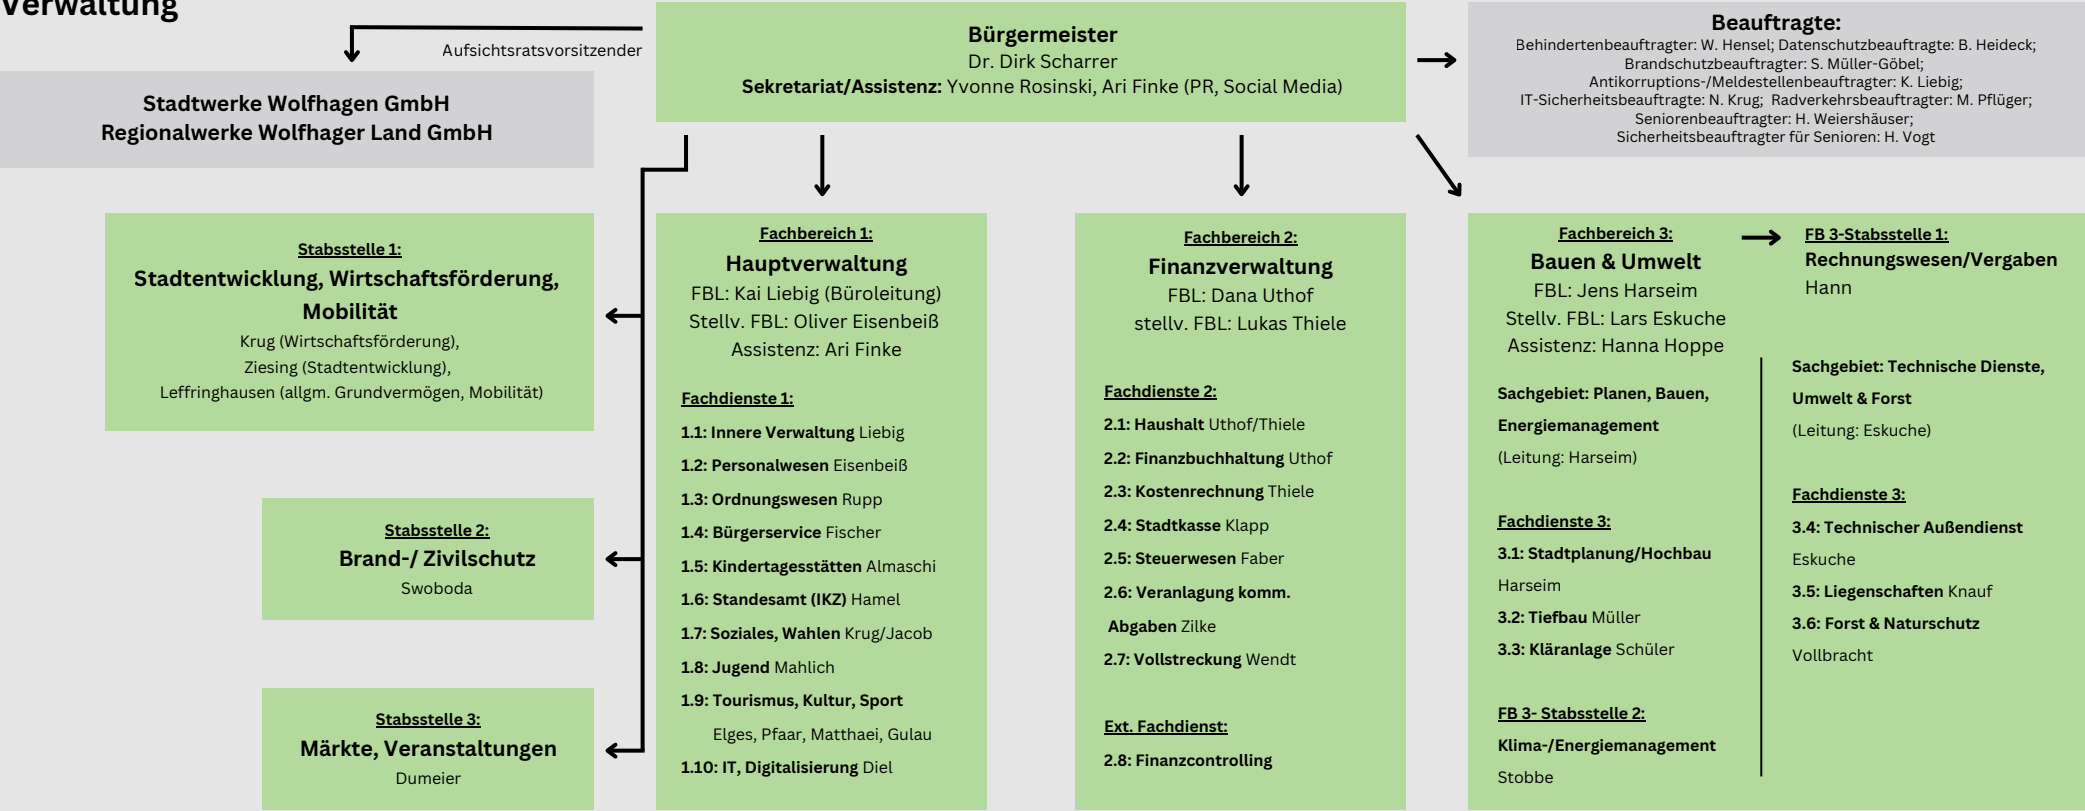 Verwaltung
Aufsichtsratsvorsitzender
Stadtwerke Wolfhagen GmbH
Regionalwerke Wolfhager Land GmbH
Bürgermeister
Dr. Dirk Scharrer
Sekretariat/Assistenz: Yvonne Rosinski, Ari Finke (PR, Social Media)
Beauftragte:
Behindertenbeauftragter: W. Hensel; Datenschutzbeauftragte: B. Heideck;
Brandschutzbeauftragter: S. Müller-Göbel;
Antikorruptions-/Meldestellenbeauftragter: K. Liebig;
IT-Sicherheitsbeauftragte: N. Krug; Radverkehrsbeauftragter: M. Pflüger;
Seniorenbeauftragter: H. Weiershäuser;
Sicherheitsbeauftragter für Senioren: H. Vogt
Stabsstelle 1:
Stadtentwicklung, Wirtschaftsförderung,
Mobilität
Krug (Wirtschaftsförderung),
Ziesing (Stadtentwicklung),
Leffringhausen (allgm. Grundvermögen, Mobilität)
Stabsstelle 2:
Brand-/ Zivilschutz
Swoboda
Stabsstelle 3:
Märkte, Veranstaltungen
Dumeier
Fachbereich 1:
Hauptverwaltung
FBL: Kai Liebig (Büroleitung)
Stellv. FBL: Oliver Eisenbeiß
Assistenz: Ari Finke
Fachdienste 1:
1.1: Innere Verwaltung Liebig
1.2: Personalwesen Eisenbeiß
1.3: Ordnungswesen Rupp
1.4: Bürgerservice Fischer
1.5: Kindertagesstätten Almaschi
1.6: Standesamt (IKZ) Hamel
1.7: Soziales, Wahlen Krug/Jacob
1.8: Jugend Mahlich
1.9: Tourismus, Kultur, Sport
Elges, Pfaar, Matthaei, Gulau
1.10: IT, Digitalisierung Diel
Fachbereich 2:
Finanzverwaltung
FBL: Dana Uthof
stellv. FBL: Lukas Thiele
Fachdienste 2:
2.1: Haushalt Uthof/Thiele
2.2: Finanzbuchhaltung Uthof
2.3: Kostenrechnung Thiele
2.4: Stadtkasse Klapp
2.5: Steuerwesen Faber
2.6: Veranlagung komm.
Abgaben Zilke
2.7: Vollstreckung Wendt
Ext. Fachdienst:
2.8: Finanzcontrolling
Fachbereich 3:
Bauen & Umwelt
FBL: Jens Harseim
Stellv. FBL: Lars Eskuche
Assistenz: Hanna Hoppe
Sachgebiet: Planen, Bauen,
Energiemanagement
(Leitung: Harseim)
Fachdienste 3:
3.1: Stadtplanung/Hochbau
Harseim
3.2: Tiefbau Müller
3.3: Kläranlage Schüler
FB 3- Stabsstelle 2:
Klima-/Energiemanagement
Stobbe
FB 3-Stabsstelle 1:
Rechnungswesen/Vergaben
Hann
Sachgebiet: Technische Dienste,
Umwelt & Forst
(Leitung: Eskuche)
Fachdienste 3:
3.4: Technischer Außendienst
Eskuche
3.5: Liegenschaften Knauf
3.6: Forst & Naturschutz
Vollbracht